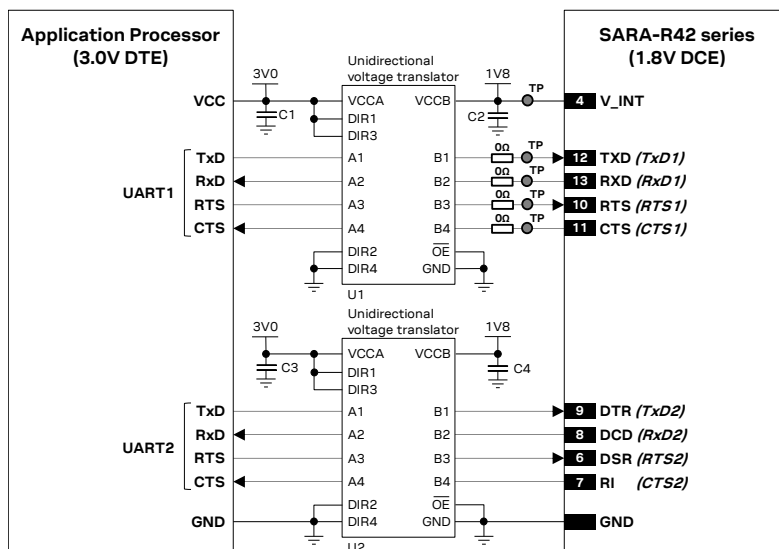 Application Processor
(3.0V DTE)
Unidirectional
voltage translator
SARA-R42 series
(1.8V DCE)
3V0
1V8
TP
VCC
VCCA
VCCB
4
V_INT
C1
DIR1
C2
DIR3
0Ω
TP
TxD
A1
B1
12
TXD (TxD1)
0Ω
TP
UART1
RxD
A2
B2
13
RXD (RxD1)
0Ω
TP
RTS
A3
B3
10
RTS (RTS1)
0Ω
TP
CTS
A4
B4
11
CTS (CTS1)
DIR2
OE
DIR4
GND
U1
Unidirectional
voltage translator
3V0
1V8
VCCA
VCCB
C3
DIR1
C4
DIR3
TxD
A1
B1
9
DTR (TxD2)
UART2
RxD
A2
B2
8
DCD (RxD2)
RTS
A3
B3
6
DSR (RTS2)
CTS
A4
B4
7
RI (CTS2)
DIR2
OE
GND
DIR4
GND
GND
U2